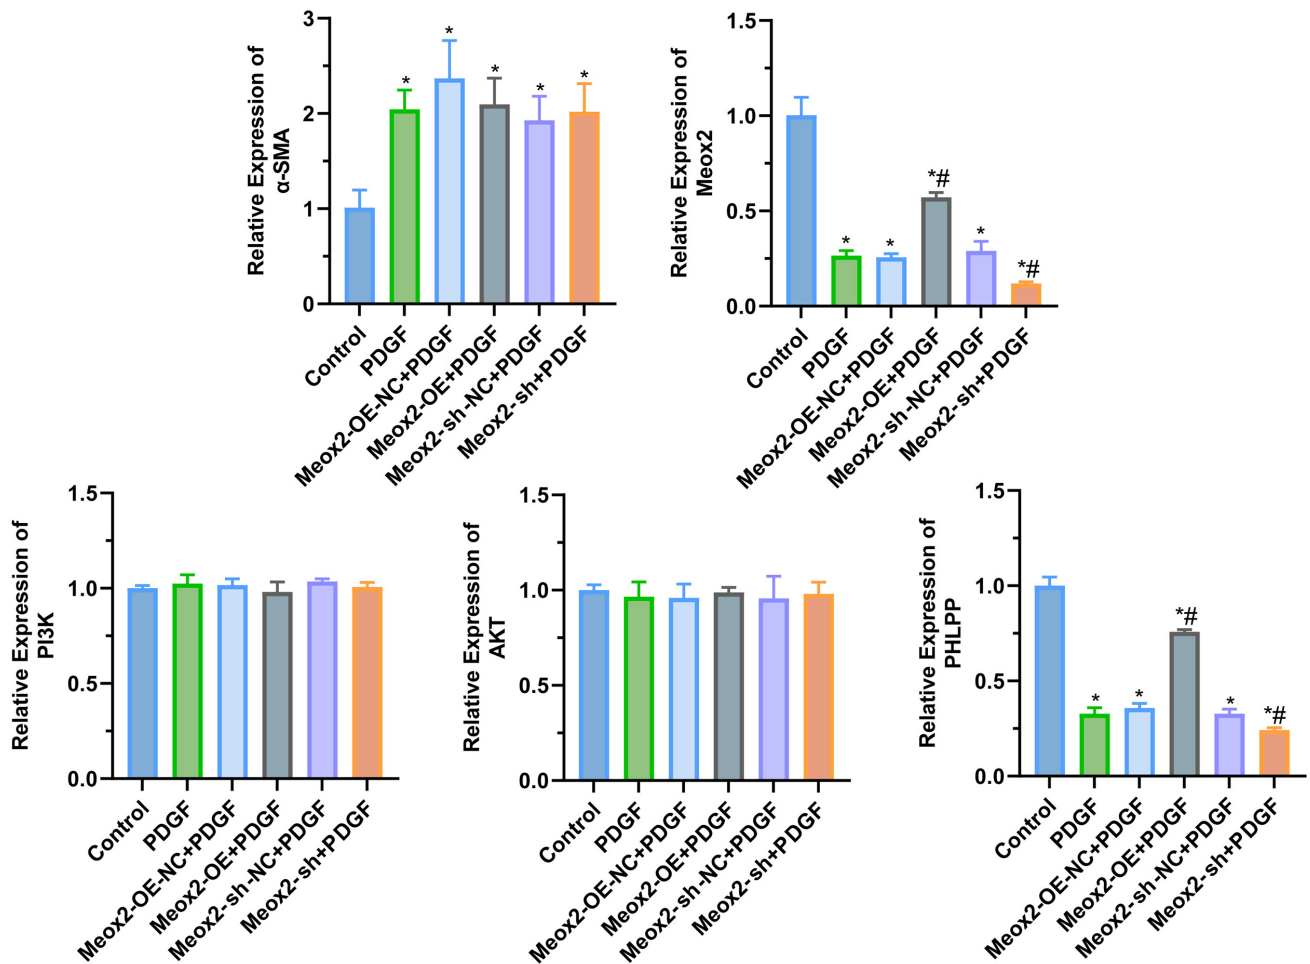 Relative Expression of
α-SMA
3
2
1
0
*
*
*
*
*
Control
PDGF
Meox2-OE-NC+PDGF
Meox2-OE+PDGF
Meox2-sh-NC+PDGF
Meox2-sh+PDGF
Relative Expression of
Meox2
1.5
1.0
0.5
0.0
*
*
*#
*
*#
Control
PDGF
Meox2-OE-NC+PDGF
Meox2-OE+PDGF
Meox2-sh-NC+PDGF
Meox2-sh+PDGF
Relative Expression of
PI3K
1.5
1.0
0.5
0.0
Control
PDGF
Meox2-OE-NC+PDGF
Meox2-OE+PDGF
Meox2-sh-NC+PDGF
Meox2-sh+PDGF
Relative Expression of
AKT
1.5
1.0
0.5
0.0
Control
PDGF
Meox2-OE-NC+PDGF
Meox2-OE+PDGF
Meox2-sh-NC+PDGF
Meox2-sh+PDGF
Relative Expression of
PHLPP
1.5
1.0
0.5
0.0
*
*
*#
*
*#
Control
PDGF
Meox2-OE-NC+PDGF
Meox2-OE+PDGF
Meox2-sh-NC+PDGF
Meox2-sh+PDGF